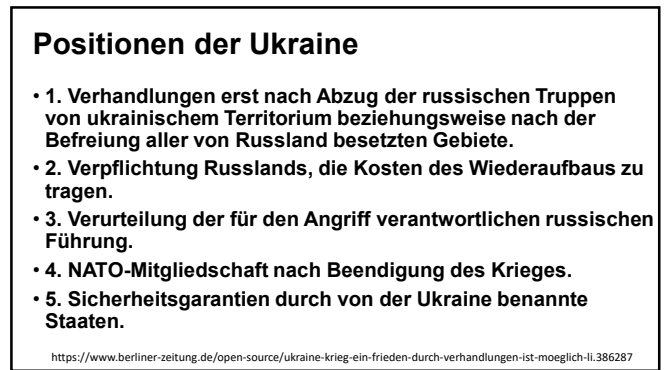 Positionen der Ukraine
• 1. Verhandlungen erst nach Abzug der russischen Truppen
von ukrainischem Territorium beziehungsweise nach der
Befreiung aller von Russland besetzten Gebiete.
• 2. Verpflichtung Russlands, die Kosten des Wiederaufbaus zu
tragen.
• 3. Verurteilung der für den Angriff verantwortlichen russischen
Führung.
• 4. NATO-Mitgliedschaft nach Beendigung des Krieges.
• 5. Sicherheitsgarantien durch von der Ukraine benannte
Staaten.
https://www.berliner-zeitung.de/open-source/ukraine-krieg-ein-frieden-durch-verhandlungen-ist-moeglich-li.386287